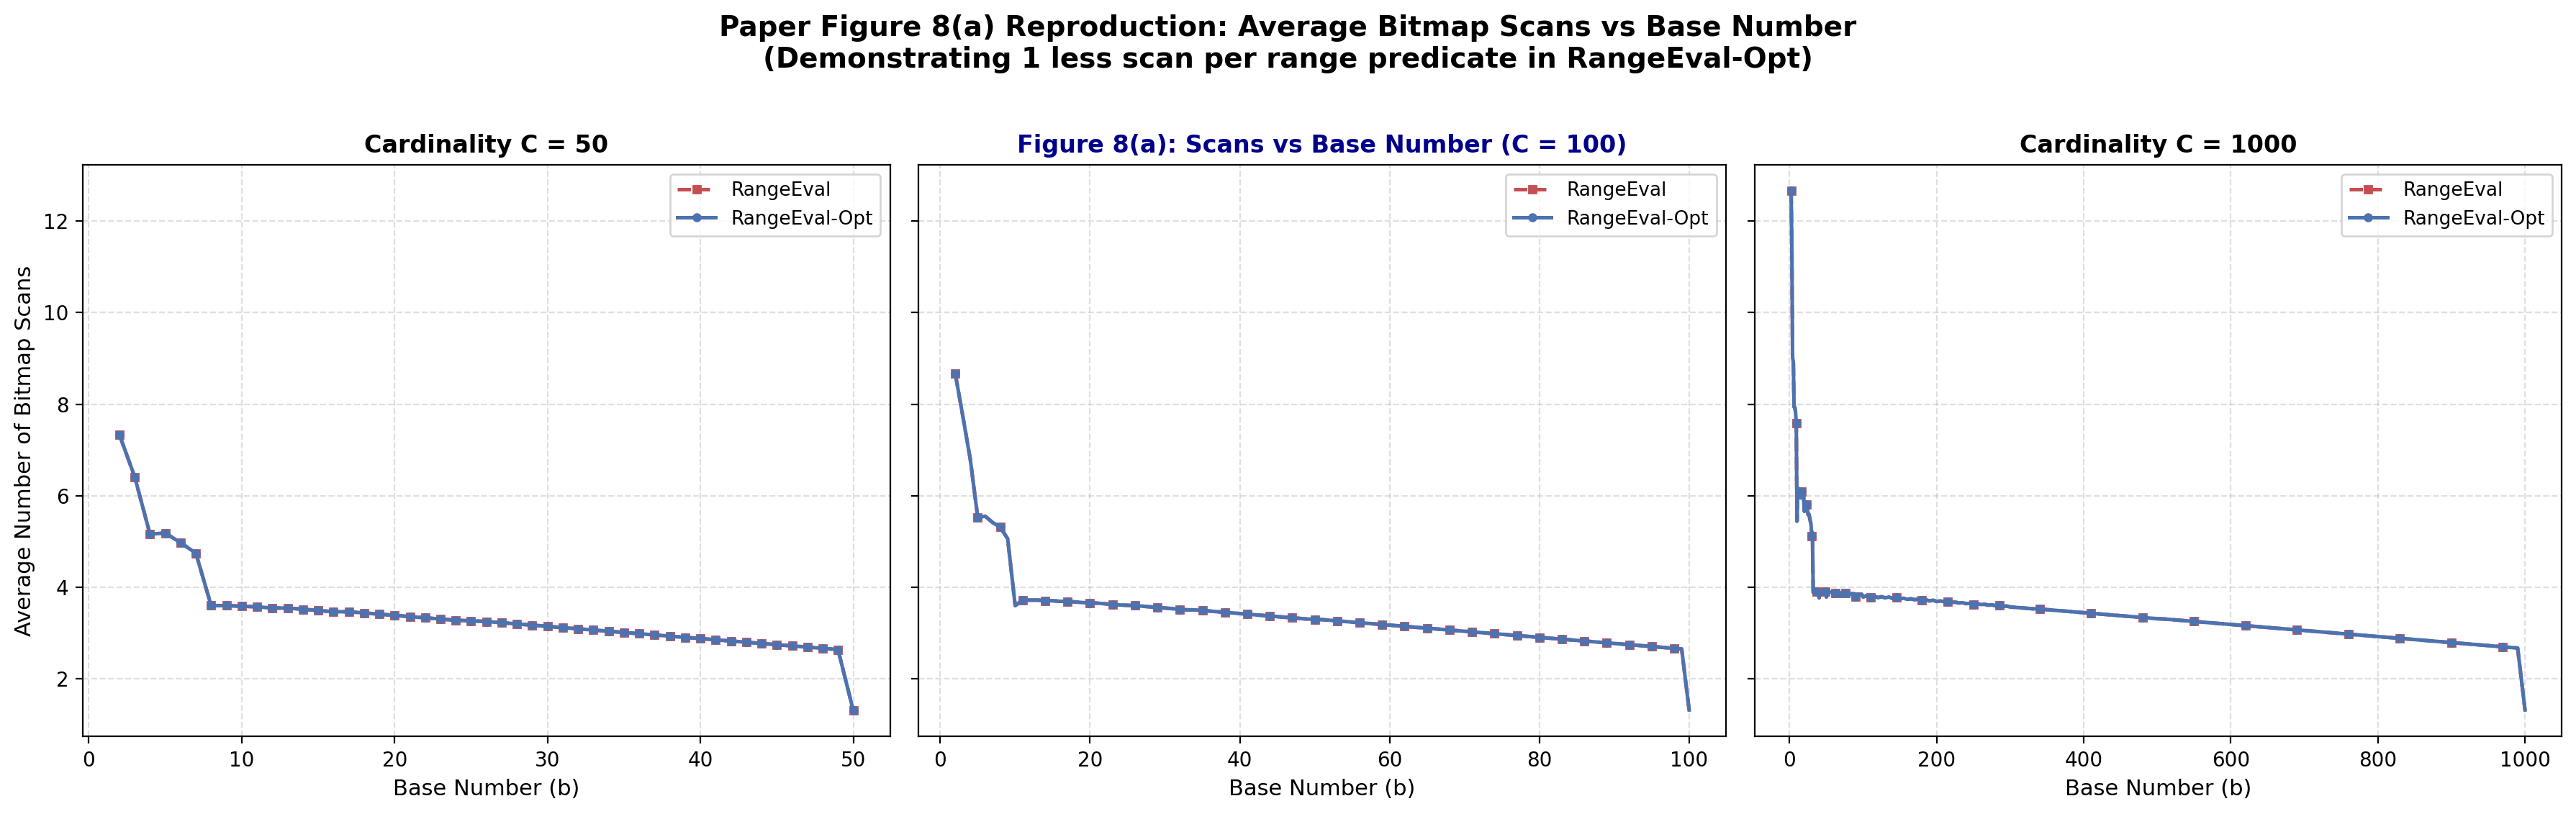 Paper Figure 8(a) Reproduction: Average Bitmap Scans vs Base Number
(Demonstrating 1 less scan per range predicate in RangeEval-Opt)
Cardinality C = 50
RangeEval
RangeEval-Opt
Average Number of Bitmap Scans
12
10
8
6
4
2
0
10
20
30
40
50
Base Number (b)
Figure 8(a): Scans vs Base Number (C = 100)
RangeEval
RangeEval-Opt
0
20
40
60
80
100
Base Number (b)
Cardinality C = 1000
RangeEval
RangeEval-Opt
0
200
400
600
800
1000
Base Number (b)